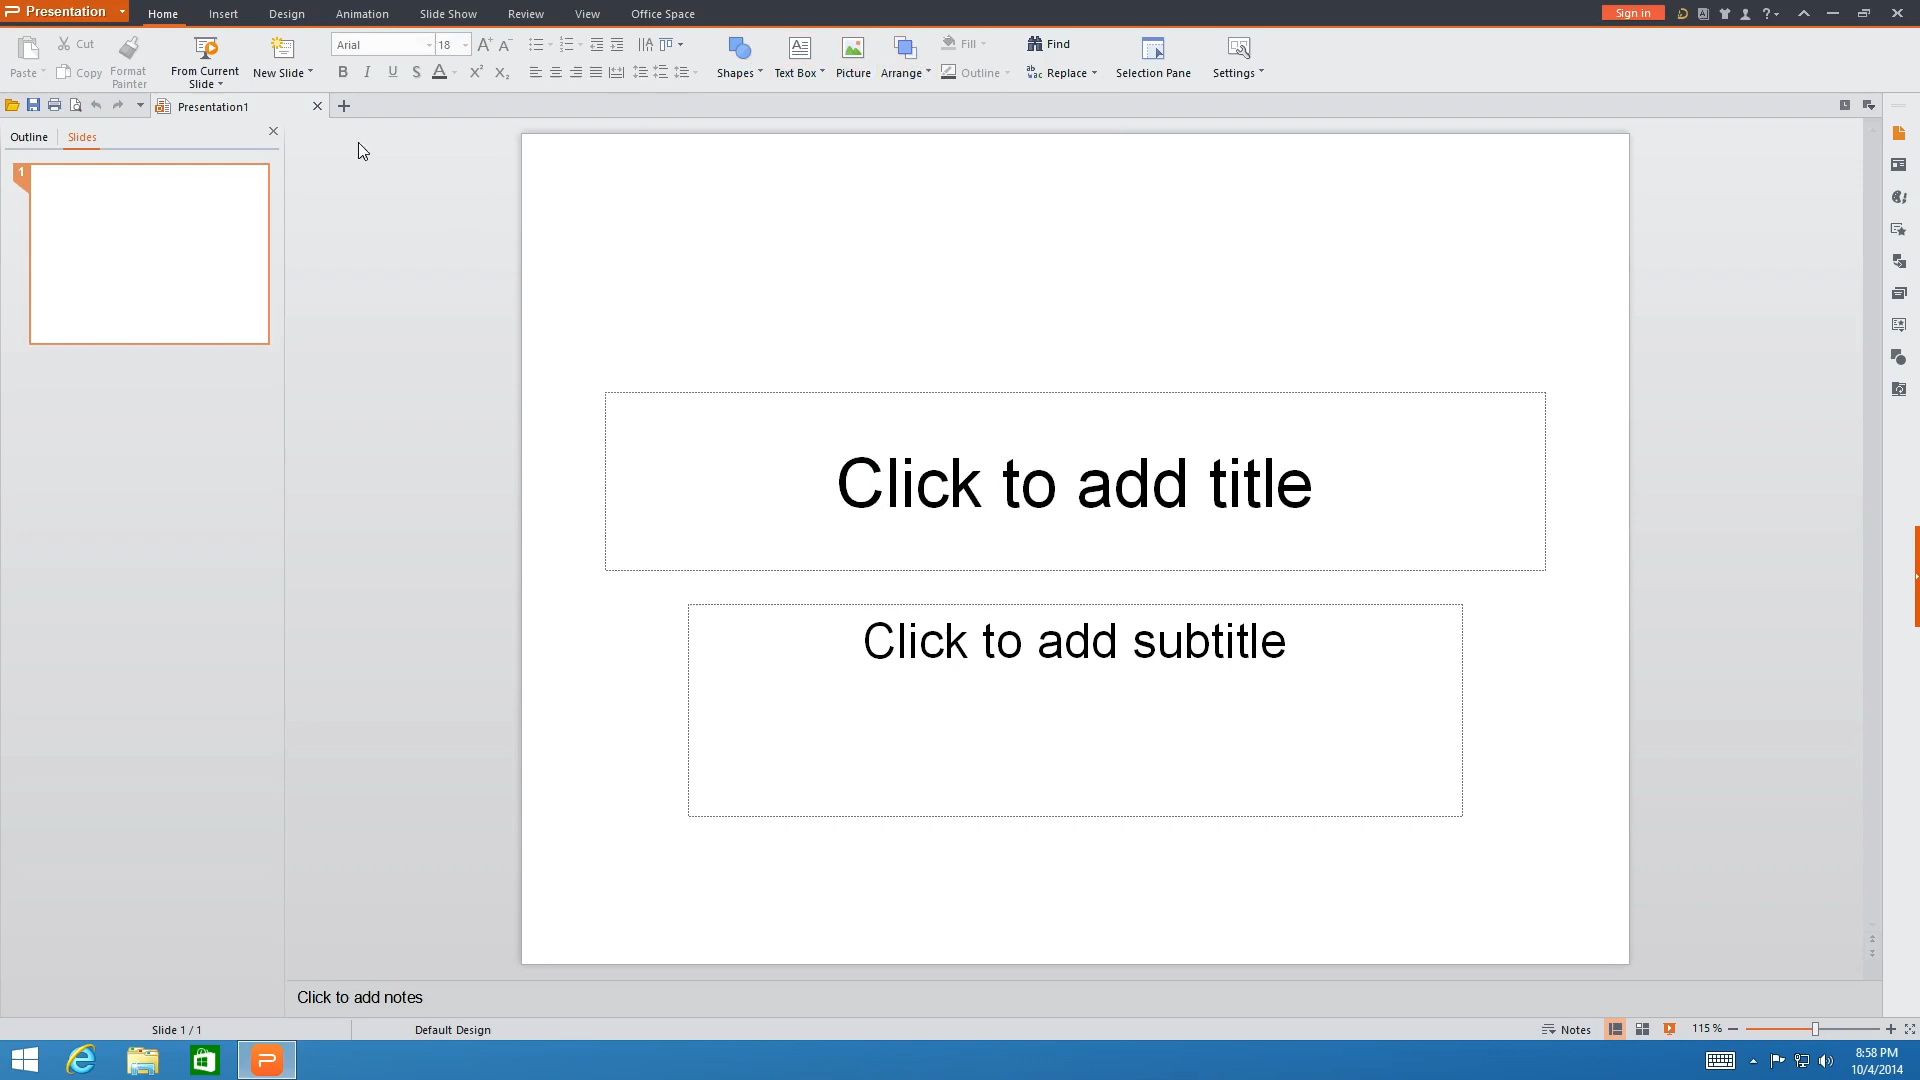 Presentation
Home Insert Design Animation Slide Show Review View Office Space
Sign in
Paste Cut Copy Format Painter
From Current Slide
New Slide
Arial 18
B I U S A X² X₂
Shapes Text Box Picture Arrange
Fill
Outline
Find
Replace
Selection Pane
Settings
Presentation1
Outline Slides
1
Click to add title
Click to add subtitle
Click to add notes
Slide 1 / 1
Default Design
Notes
115 %
8:58 PM
10/4/2014